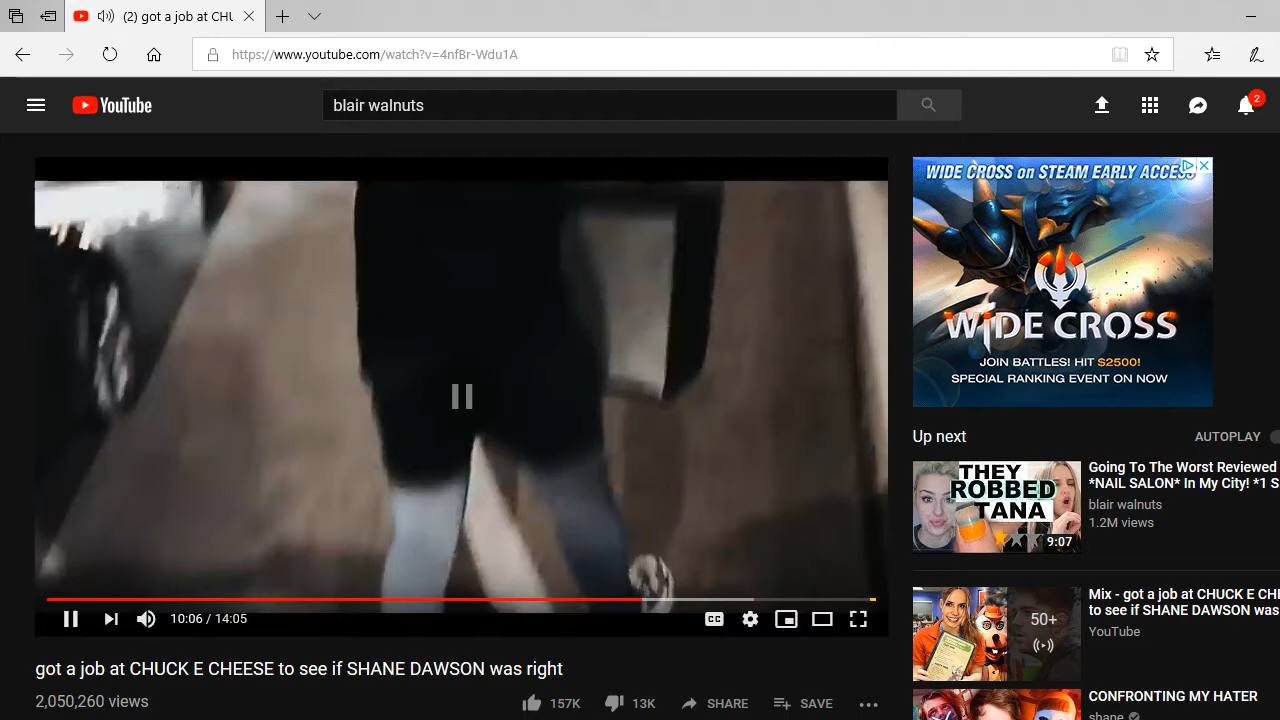 (2) got a job at CHU
https://www.youtube.com/watch?v=4nfBr-Wdu1A
YouTube
blair walnuts
2
WIDE CROSS on STEAM EARLY ACCESS
WIDE CROSS
JOIN BATTLES! HIT $2500!
SPECIAL RANKING EVENT ON NOW
10:06 / 14:05
CC
got a job at CHUCK E CHEESE to see if SHANE DAWSON was right
2,050,260 views
157K
13K
SHARE
SAVE
Up next
AUTOPLAY
THEY
ROBBED
TANA
9:07
Going To The Worst Reviewed
*NAIL SALON* In My City! *1 S
blair walnuts
1.2M views
50+
Mix - got a job at CHUCK E CHE
to see if SHANE DAWSON was
YouTube
CONFRONTING MY HATER
shane